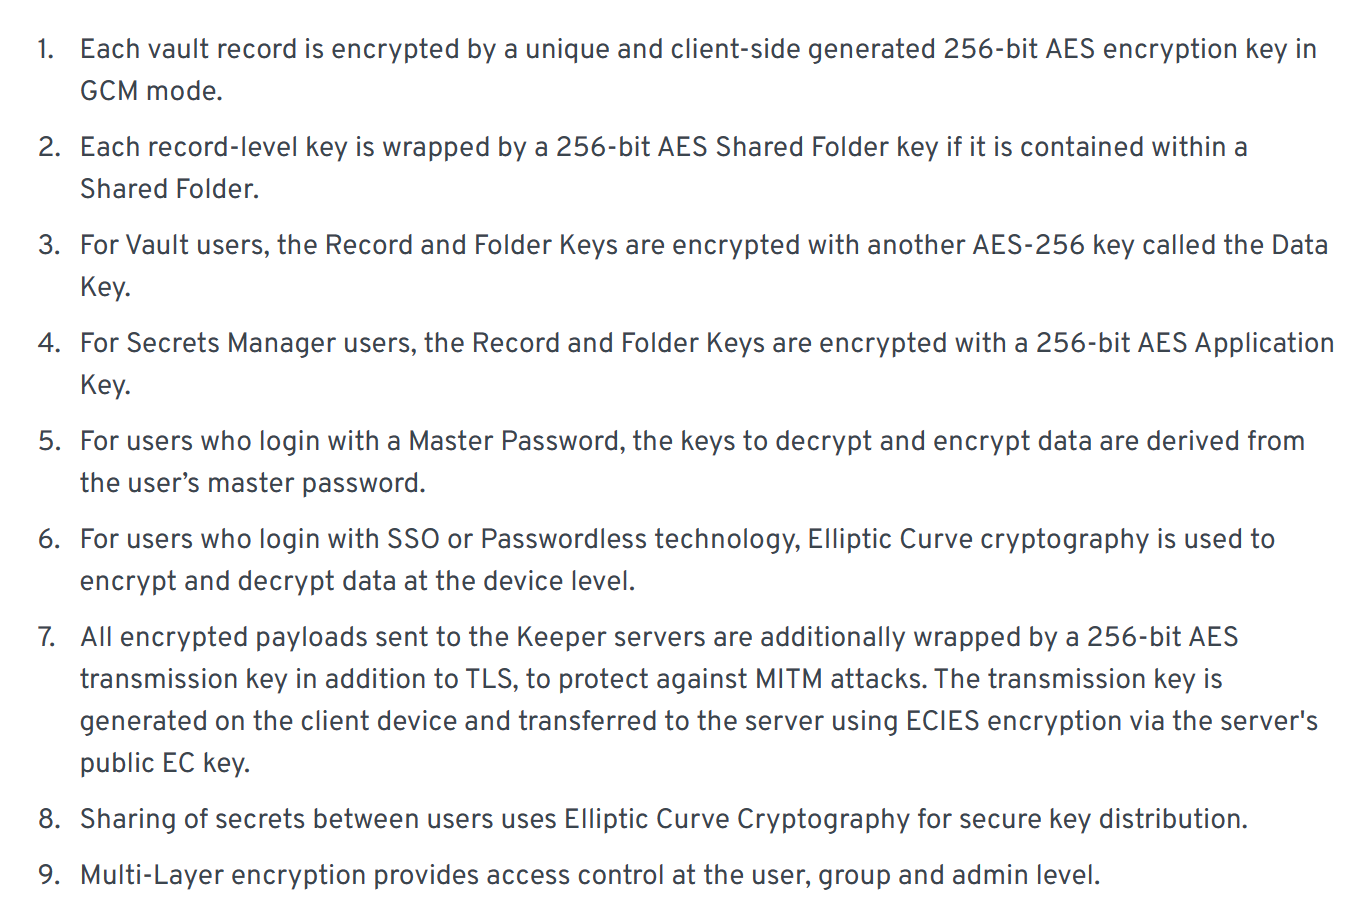 1. Each vault record is encrypted by a unique and client-side generated 256-bit AES encryption key in
GCM mode.
2. Each record-level key is wrapped by a 256-bit AES Shared Folder key if it is contained within a
Shared Folder.
3. For Vault users, the Record and Folder Keys are encrypted with another AES-256 key called the Data
Key.
4. For Secrets Manager users, the Record and Folder Keys are encrypted with a 256-bit AES Application
Key.
5. For users who login with a Master Password, the keys to decrypt and encrypt data are derived from
the user’s master password.
6. For users who login with SSO or Passwordless technology, Elliptic Curve cryptography is used to
encrypt and decrypt data at the device level.
7. All encrypted payloads sent to the Keeper servers are additionally wrapped by a 256-bit AES
transmission key in addition to TLS, to protect against MITM attacks. The transmission key is
generated on the client device and transferred to the server using ECIES encryption via the server's
public EC key.
8. Sharing of secrets between users uses Elliptic Curve Cryptography for secure key distribution.
9. Multi-Layer encryption provides access control at the user, group and admin level.